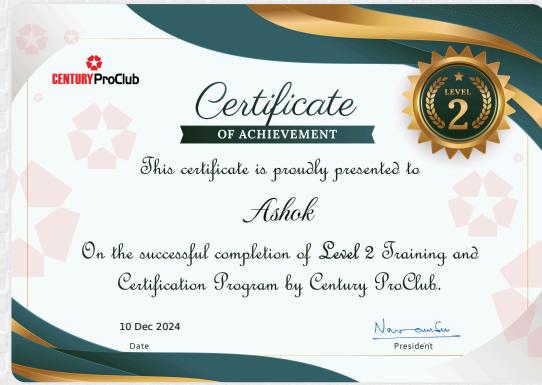 CENTURY ProClub
LEVEL
2
Certificate
OF ACHIEVEMENT
This certificate is proudly presented to
Ashok
On the successful completion of Level 2 Training and
Certification Program by Century ProClub.
10 Dec 2024
Date
President